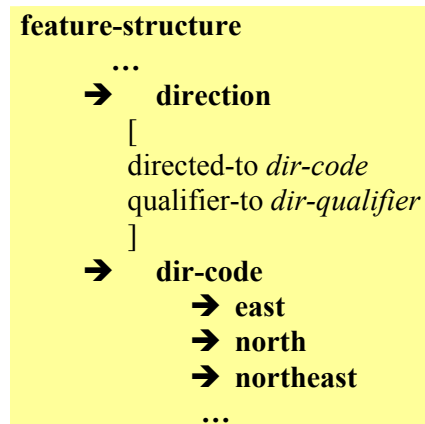 feature-structure
…
➔ direction
[
directed-to dir-code
qualifier-to dir-qualifier
]
➔ dir-code
➔ east
➔ north
➔ northeast
…